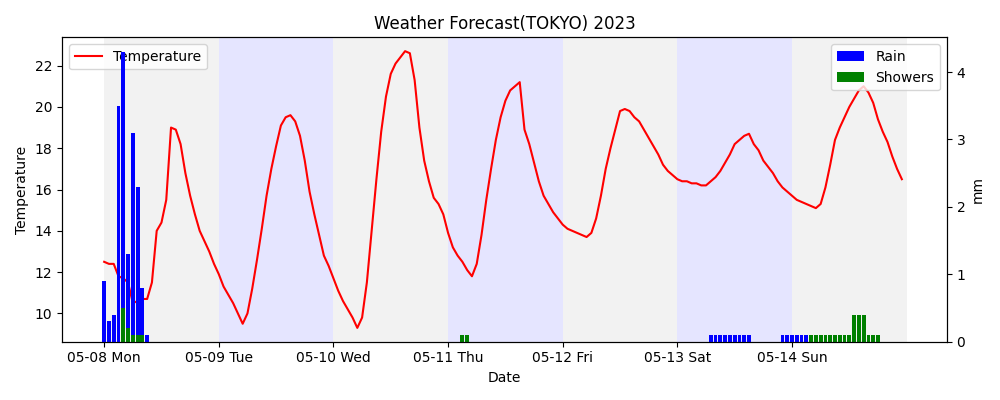 Weather Forecast(TOKYO) 2023
Temperature
Rain
Showers
22
20
18
16
14
12
10
Temperature
4
3
2
1
0
mm
05-08 Mon 05-09 Tue 05-10 Wed 05-11 Thu 05-12 Fri 05-13 Sat 05-14 Sun
Date